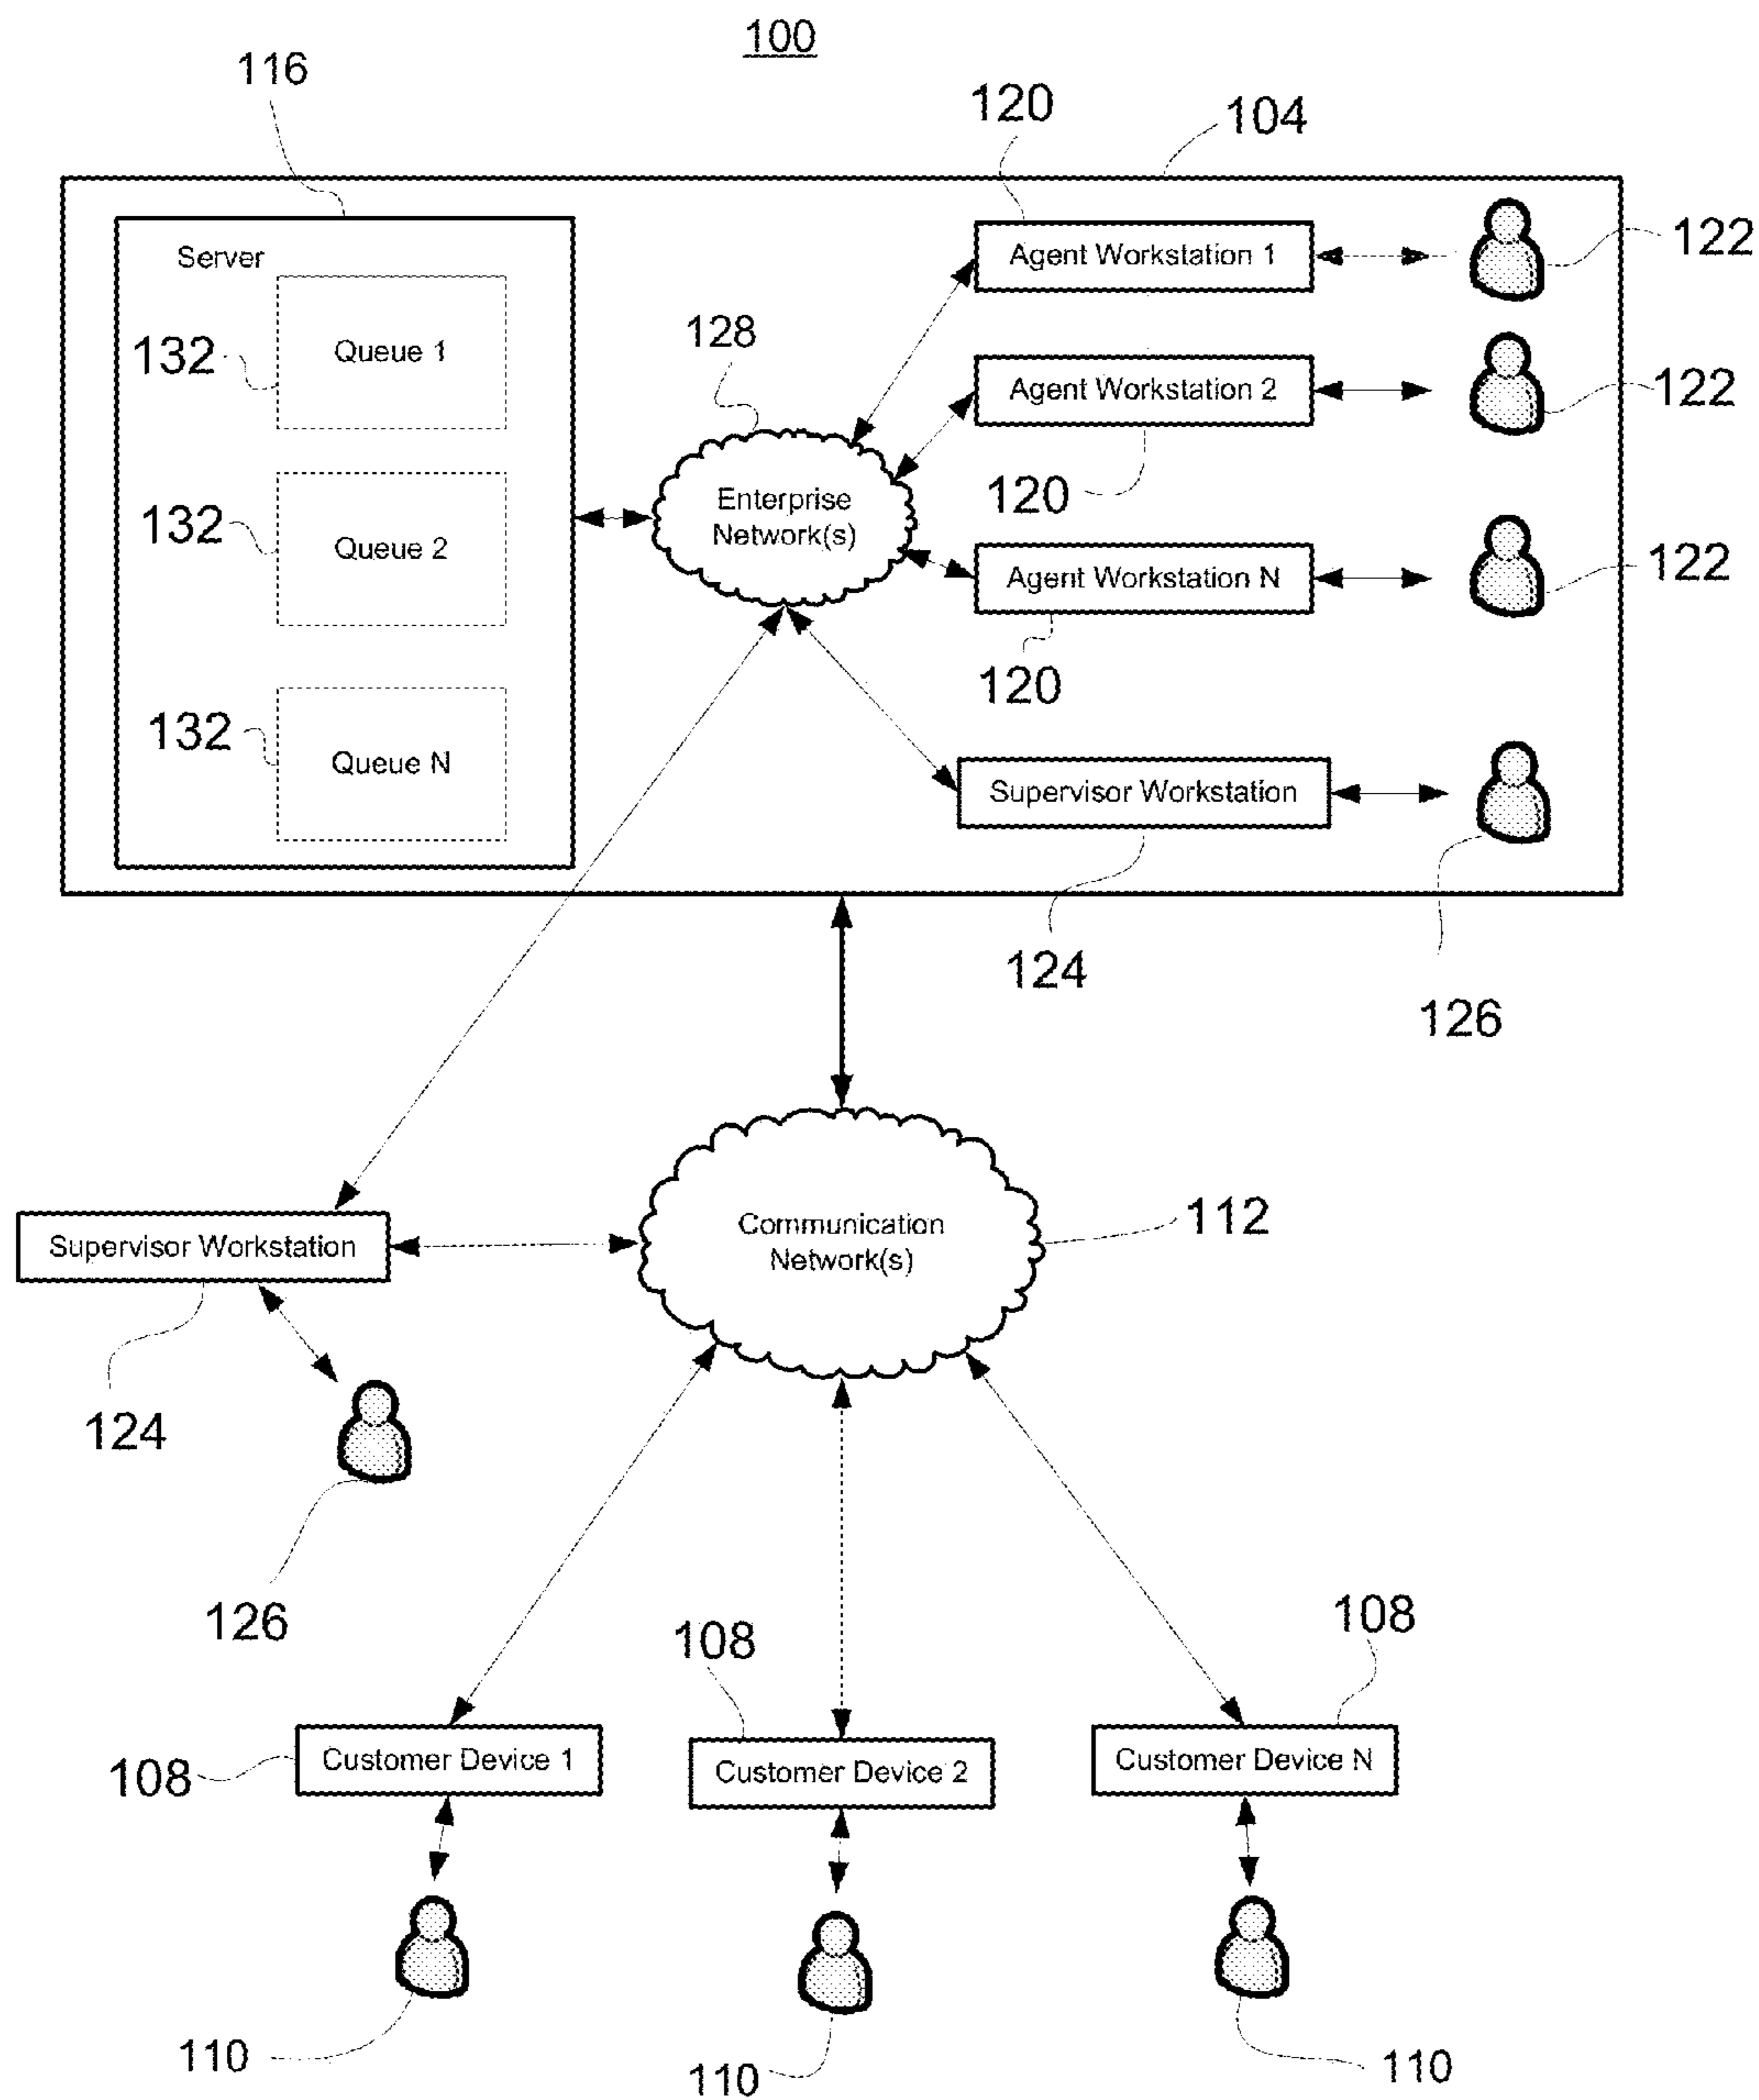 100
116
120
104
Server
Agent Workstation 1
122
Queue 1
132
128
Agent Workstation 2
122
120
Enterprise
Network(s)
Queue 2
132
Agent Workstation N
122
120
Queue N
132
Supervisor Workstation
124
126
Communication
Network(s)
112
Supervisor Workstation
124
126
108
108
Customer Device 1
108
Customer Device 2
Customer Device N
110
110
110